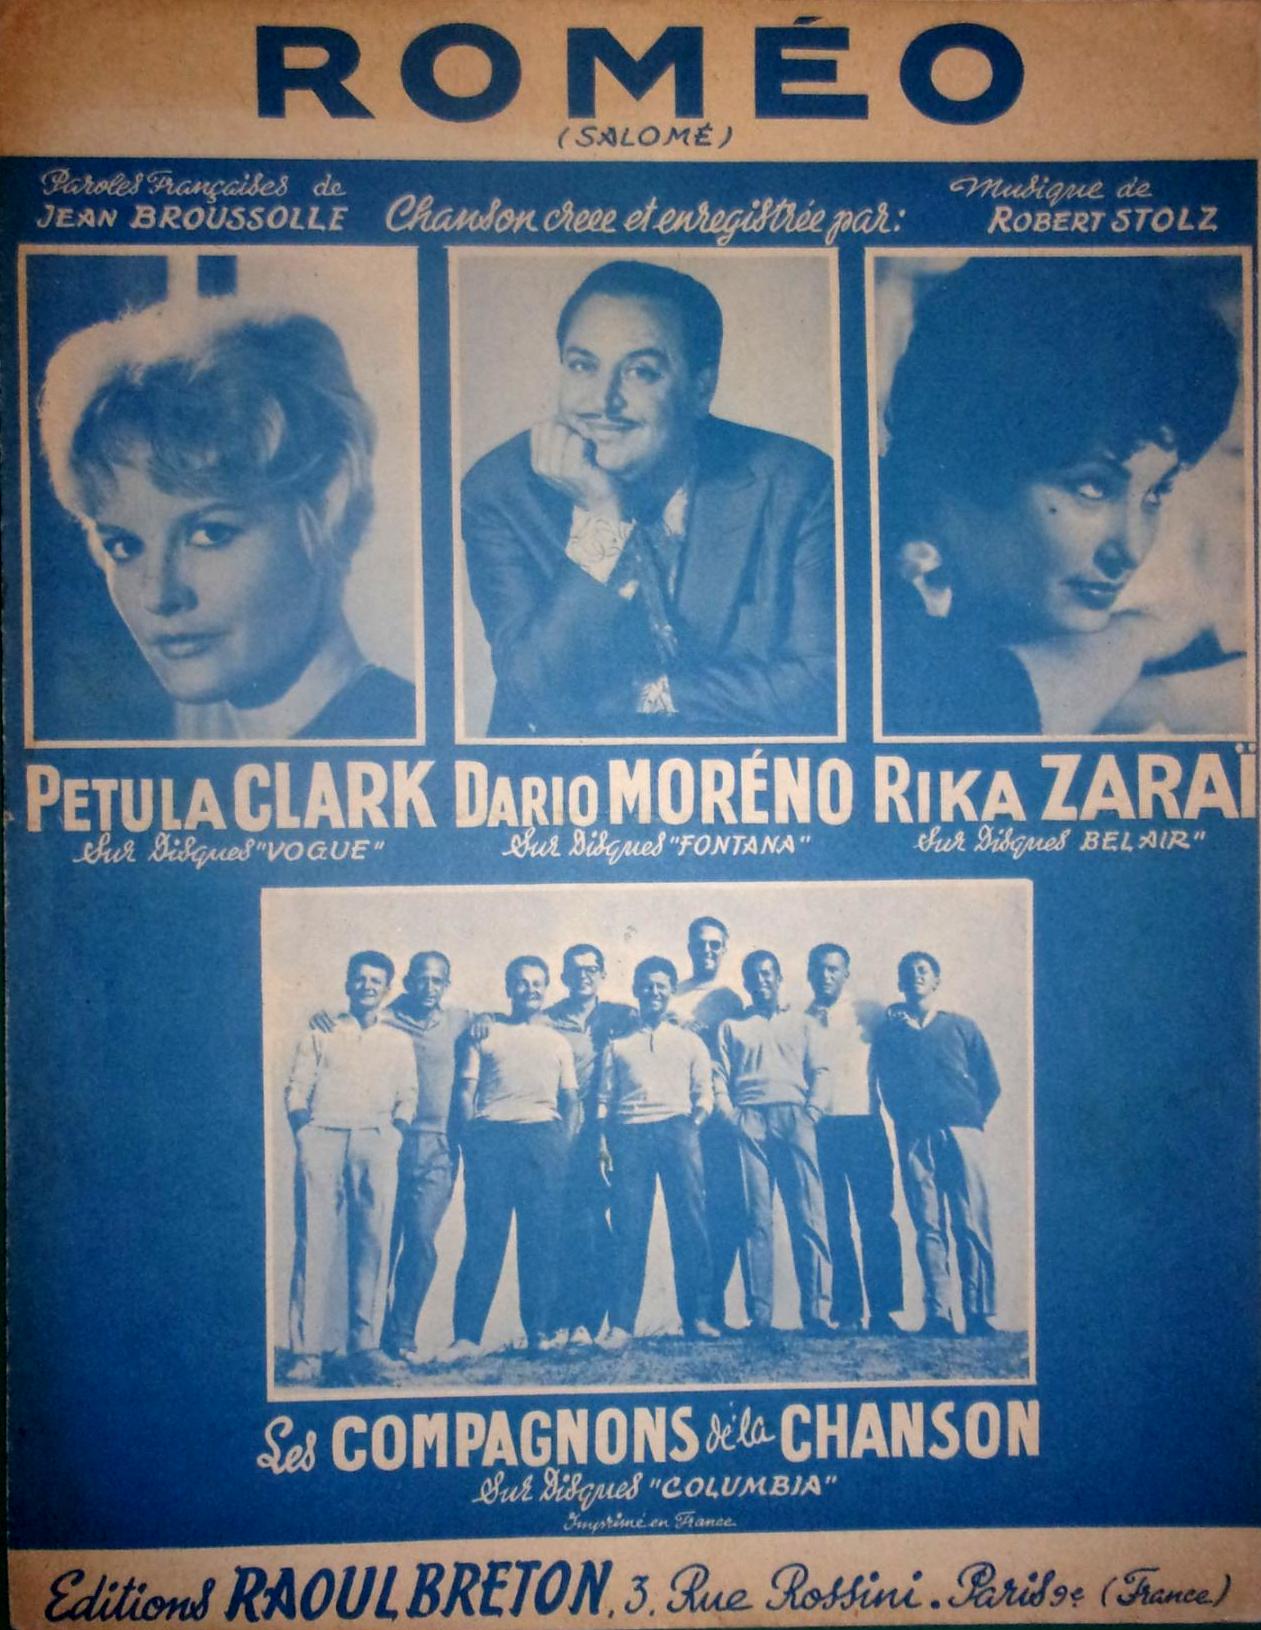 ROMÉO
(SALOMÉ)
Paroles Françaises de
JEAN BROUSSOLLE
Chanson creee et enregistrée par:
Musique de
ROBERT STOLZ
PETULA CLARK
Sur Disques "VOGUE"
DARIO MORÉNO
Sur Disques "FONTANA"
RIKA ZARAÏ
Sur Disques BEL AIR"
Les COMPAGNONS de la CHANSON
Sur Disques "COLUMBIA"
Imprimé en France
Editions RAOUL BRETON, 3, Rue Rossini. Paris 9e (France)